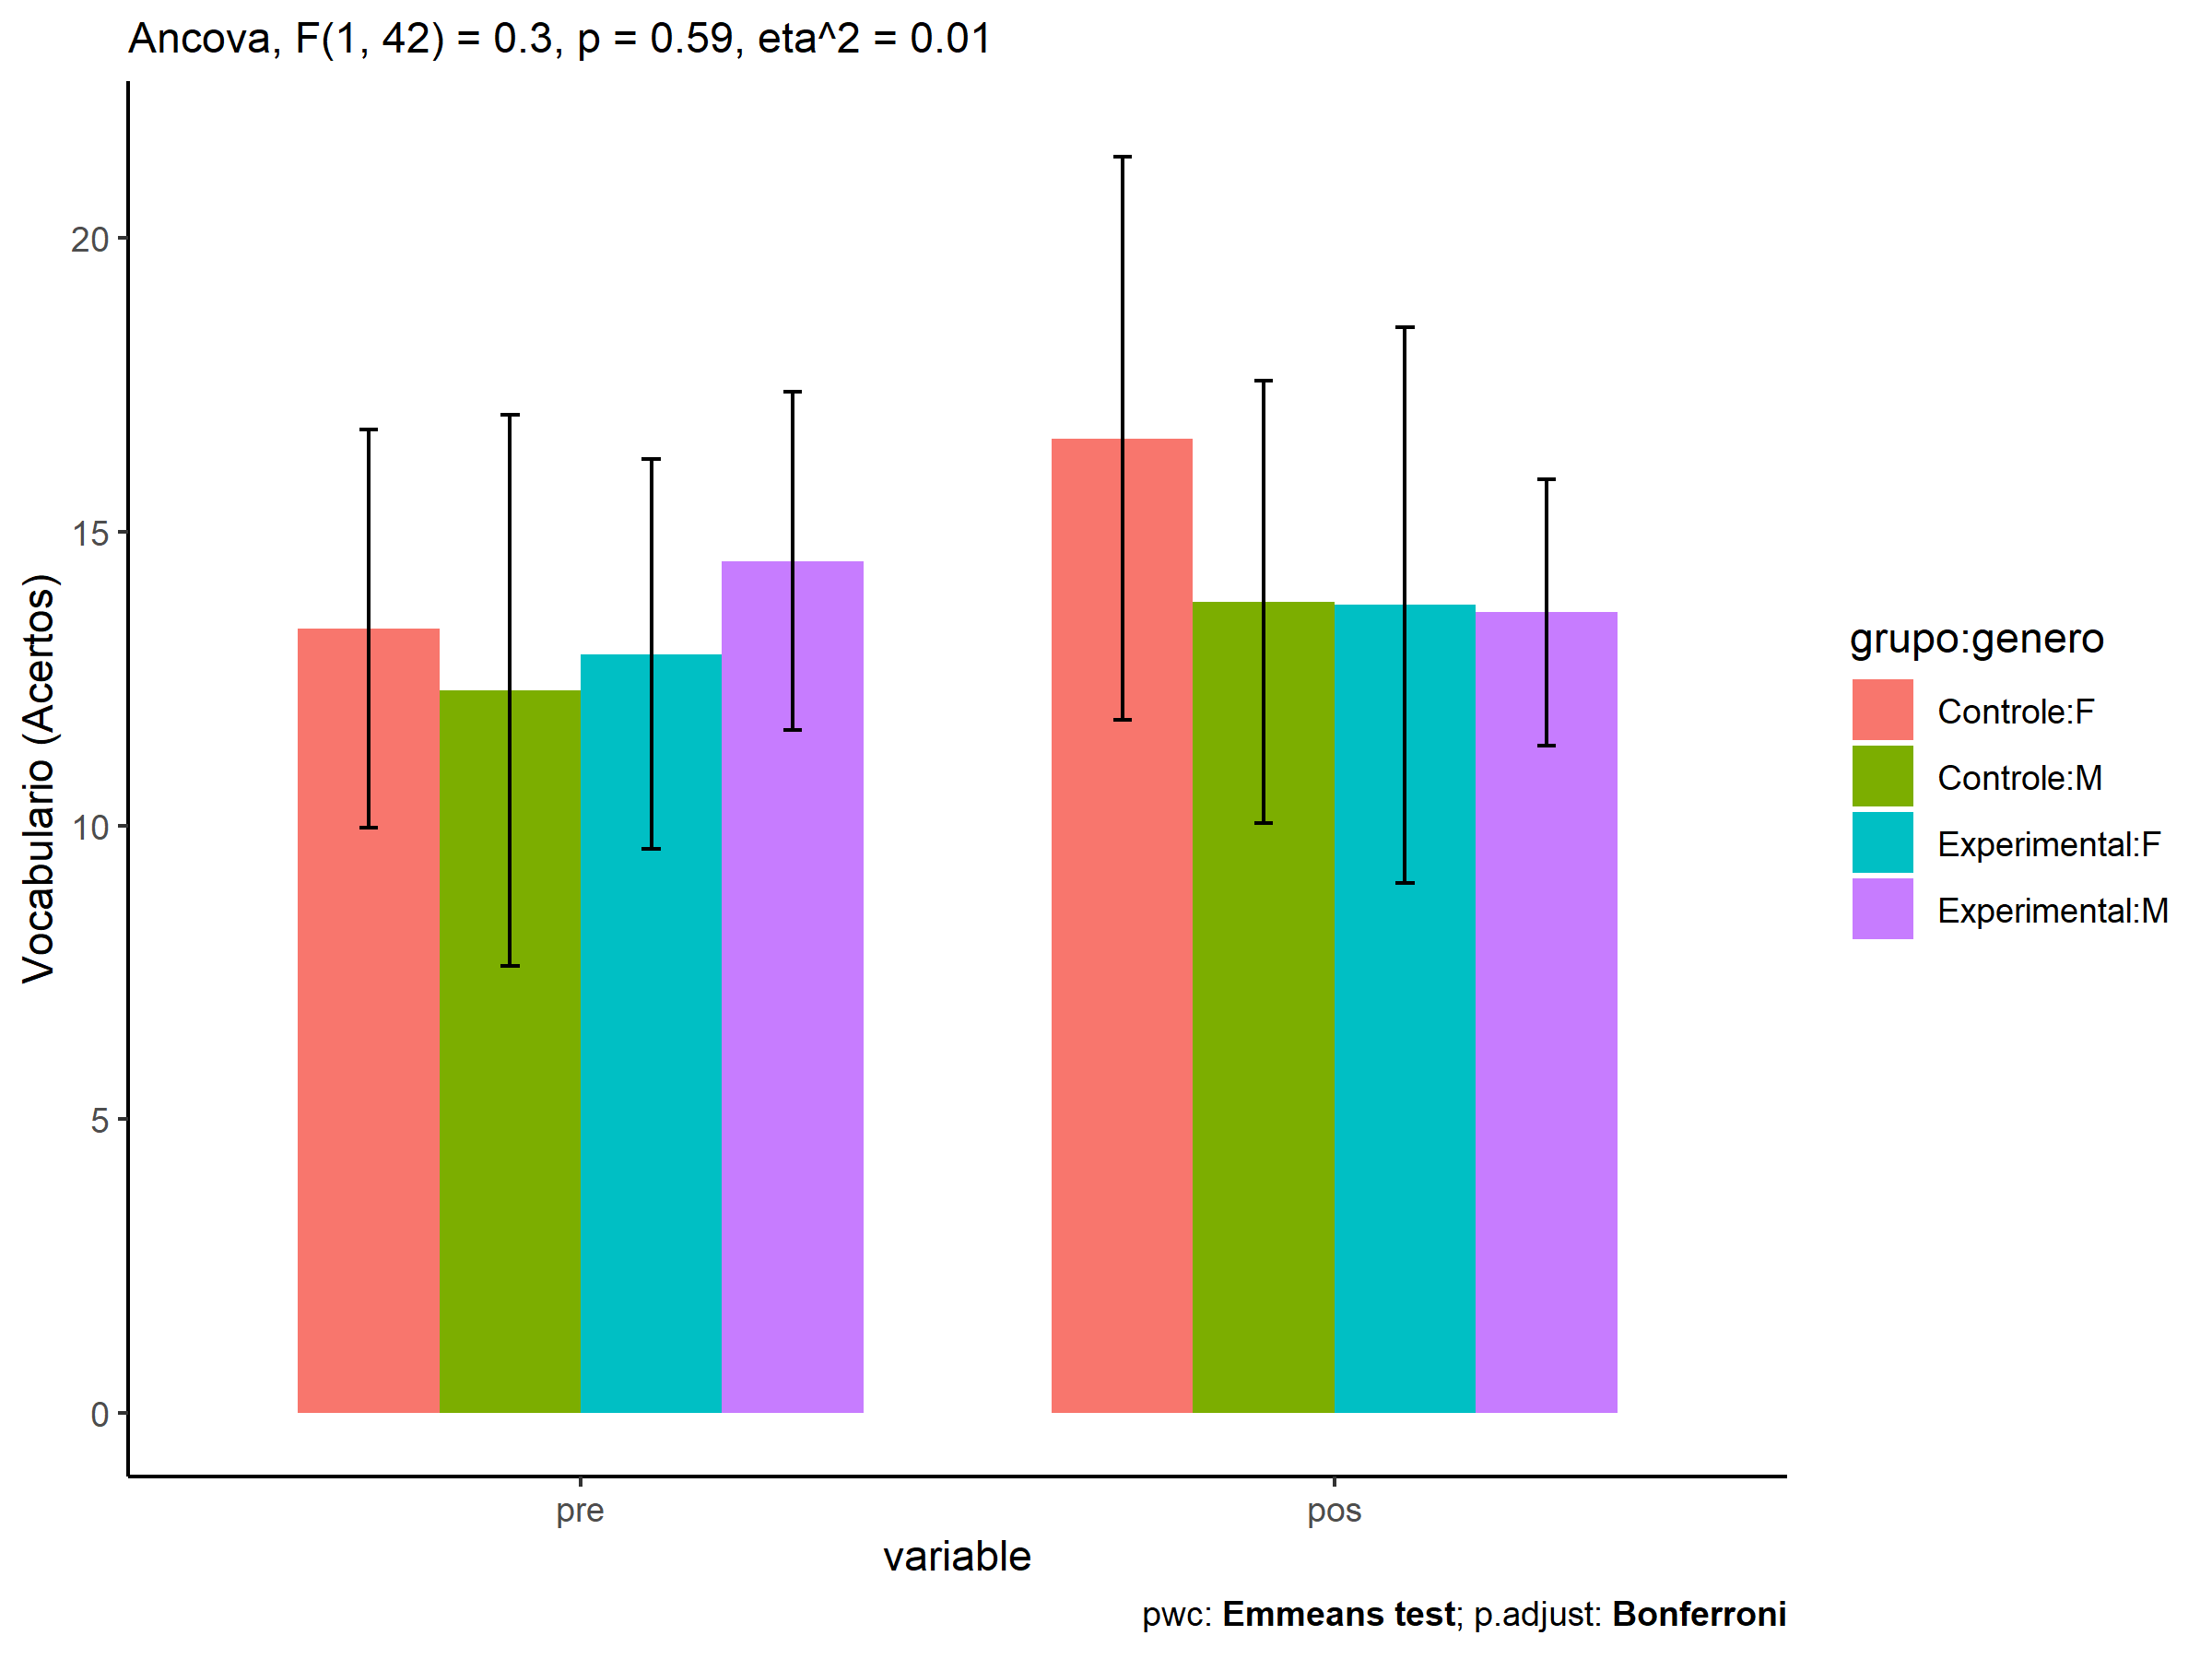 Ancova, F(1, 42) = 0.3, p = 0.59, eta^2 = 0.01
Vocabulario (Acertos)
20
15
10
5
0
pre
pos
variable
grupo:genero
Controle:F
Controle:M
Experimental:F
Experimental:M
pwc: Emmeans test; p.adjust: Bonferroni